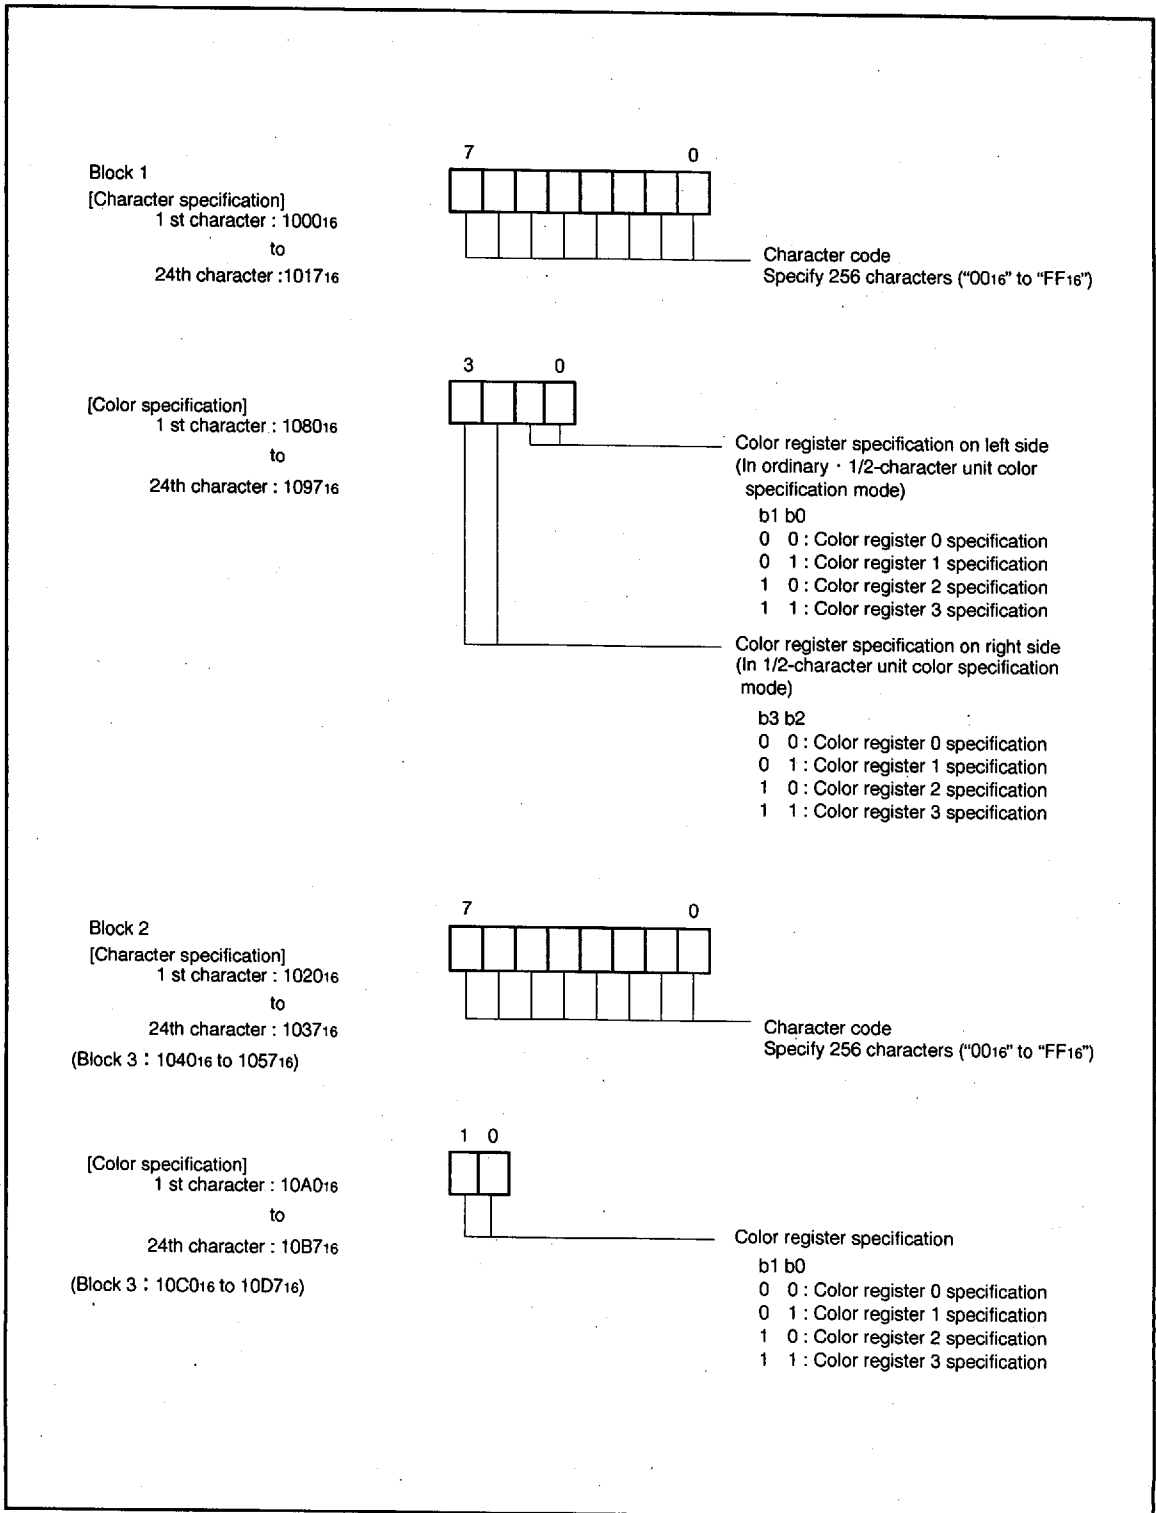 Block 1
[Character specification]
1 st character : 1000₁₆
to
24th character :1017₁₆
7 0
Character code
Specify 256 characters (“00₁₆” to “FF₁₆”)
[Color specification]
1 st character : 1080₁₆
to
24th character : 1097₁₆
3 0
Color register specification on left side
(In ordinary · 1/2-character unit color
specification mode)
b1 b0
0 0 : Color register 0 specification
0 1 : Color register 1 specification
1 0 : Color register 2 specification
1 1 : Color register 3 specification
Color register specification on right side
(In 1/2-character unit color specification
mode)
b3 b2
0 0 : Color register 0 specification
0 1 : Color register 1 specification
1 0 : Color register 2 specification
1 1 : Color register 3 specification
Block 2
[Character specification]
1 st character : 1020₁₆
to
24th character : 1037₁₆
(Block 3 : 1040₁₆ to 1057₁₆)
7 0
Character code
Specify 256 characters (“00₁₆” to “FF₁₆”)
[Color specification]
1 st character : 10A0₁₆
to
24th character : 10B7₁₆
(Block 3 : 10C0₁₆ to 10D7₁₆)
1 0
Color register specification
b1 b0
0 0 : Color register 0 specification
0 1 : Color register 1 specification
1 0 : Color register 2 specification
1 1 : Color register 3 specification